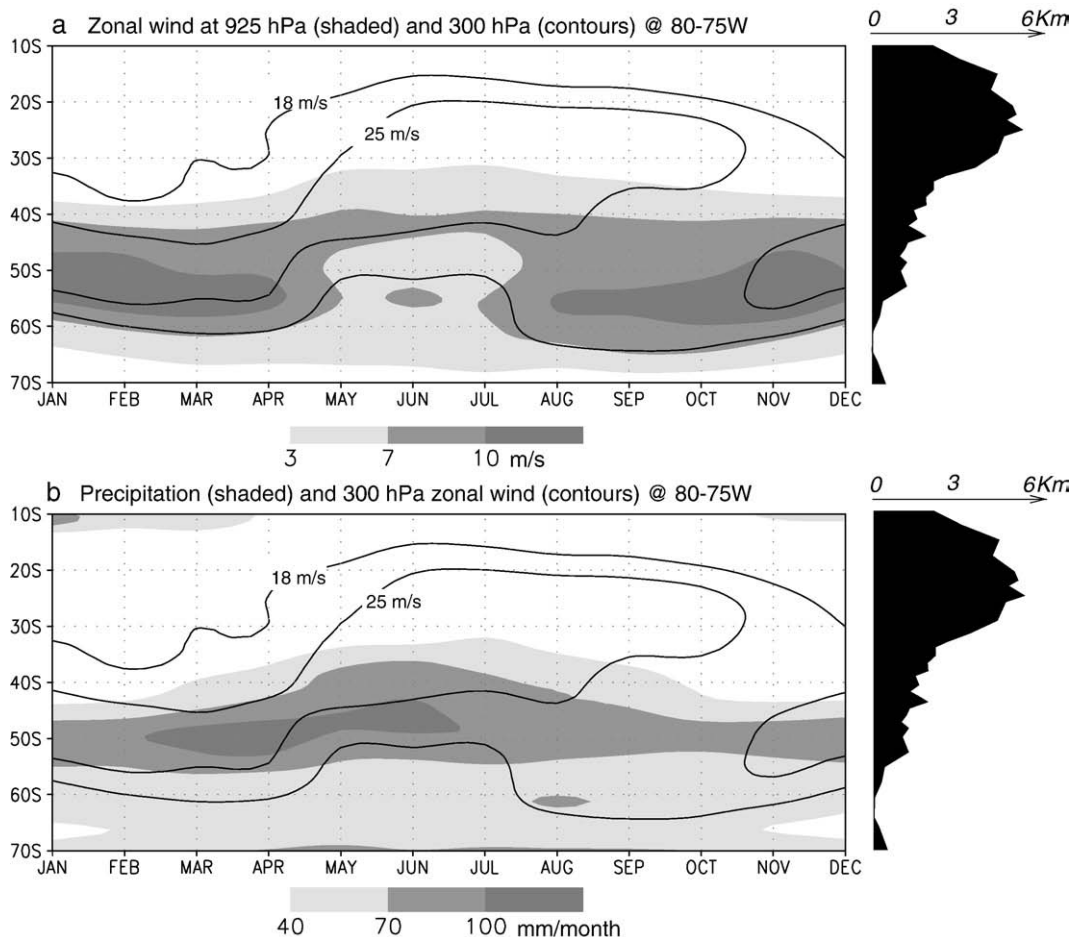 a Zonal wind at 925 hPa (shaded) and 300 hPa (contours) @ 80-75W
0 3 6Km
10S
20S
30S
40S
50S
60S
70S
18 m/s
25 m/s
JAN FEB MAR APR MAY JUN JUL AUG SEP OCT NOV DEC
3 7 10 m/s
b Precipitation (shaded) and 300 hPa zonal wind (contours) @ 80-75W
0 3 6Km
10S
20S
30S
40S
50S
60S
70S
18 m/s
25 m/s
JAN FEB MAR APR MAY JUN JUL AUG SEP OCT NOV DEC
40 70 100 mm/month